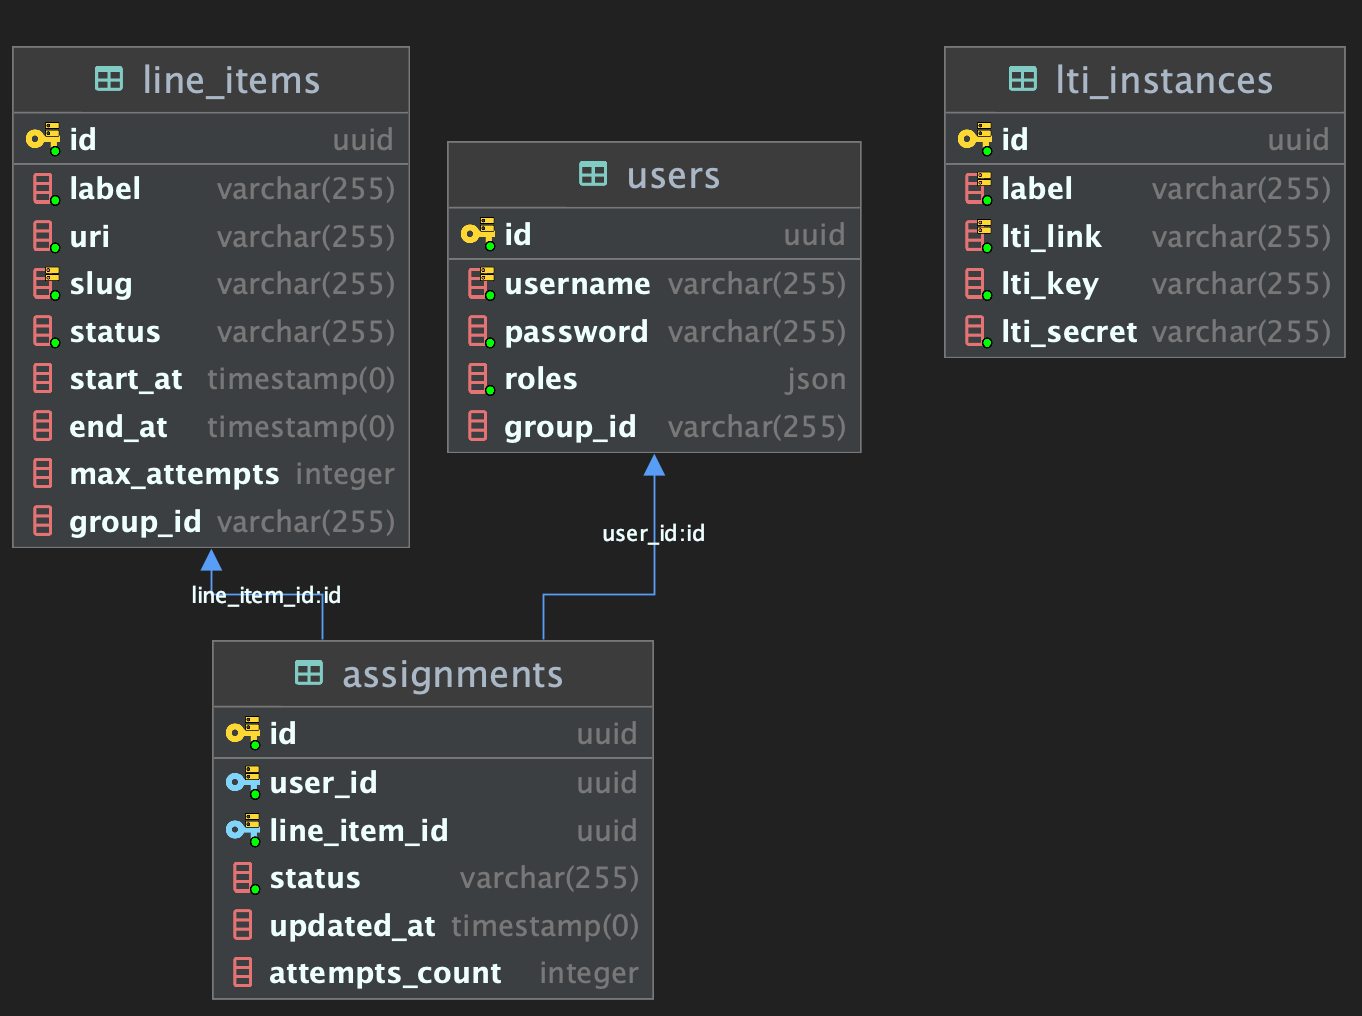 line_items
id uuid
label varchar(255)
uri varchar(255)
slug varchar(255)
status varchar(255)
start_at timestamp(0)
end_at timestamp(0)
max_attempts integer
group_id varchar(255)
users
id uuid
username varchar(255)
password varchar(255)
roles json
group_id varchar(255)
lti_instances
id uuid
label varchar(255)
lti_link varchar(255)
lti_key varchar(255)
lti_secret varchar(255)
user_id:id
line_item_id:id
assignments
id uuid
user_id uuid
line_item_id uuid
status varchar(255)
updated_at timestamp(0)
attempts_count integer